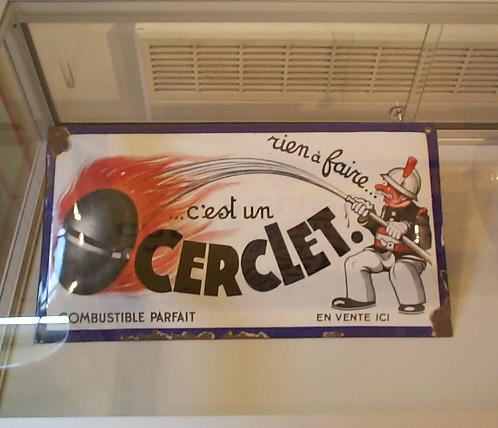 rien à faire...
...c'est un
CERCLET.
COMBUSTIBLE PARFAIT
EN VENTE ICI